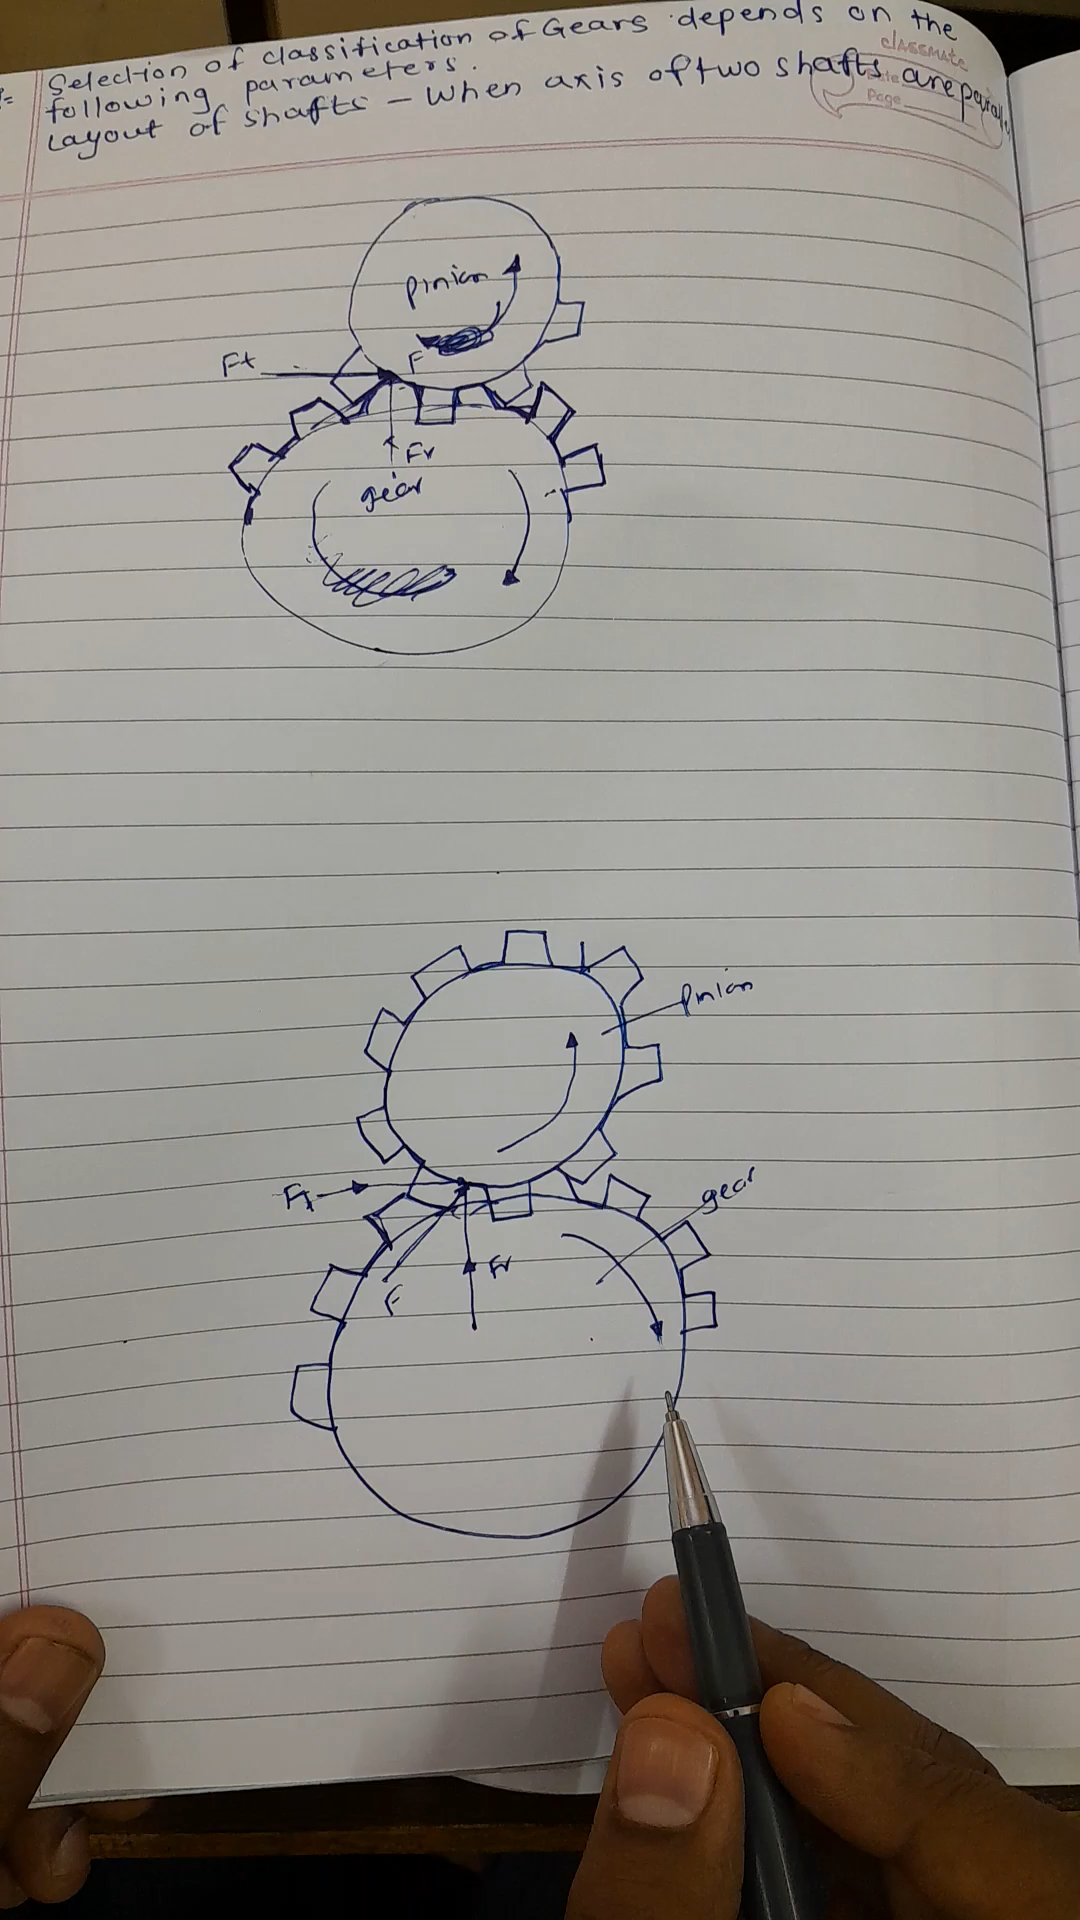 Selection of classification of Gears depends on the
following parameters.
classmate
Page
Layout of shafts - When axis of two shafts are
pinion
Ft
F
Fr
gear
pinion
Ft
gear
Fr
F